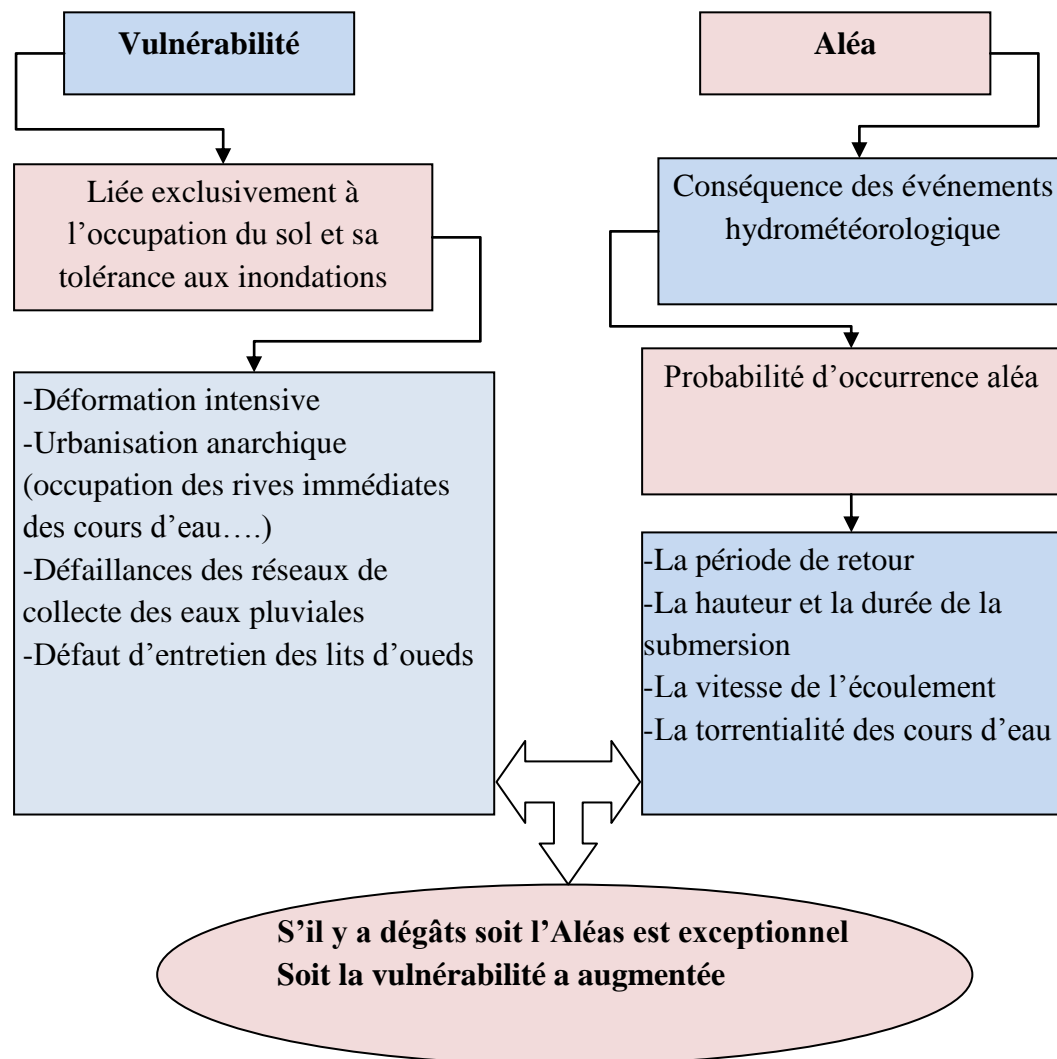 Vulnérabilité
Liée exclusivement à
l’occupation du sol et sa
tolérance aux inondations
-Déformation intensive
-Urbanisation anarchique
(occupation des rives immédiates
des cours d’eau….)
-Défaillances des réseaux de
collecte des eaux pluviales
-Défaut d’entretien des lits d’oueds
Aléa
Conséquence des événements
hydrométéorologique
Probabilité d’occurrence aléa
-La période de retour
-La hauteur et la durée de la
submersion
-La vitesse de l’écoulement
-La torrentialité des cours d’eau
S’il y a dégâts soit l’Aléas est exceptionnel
Soit la vulnérabilité a augmentée